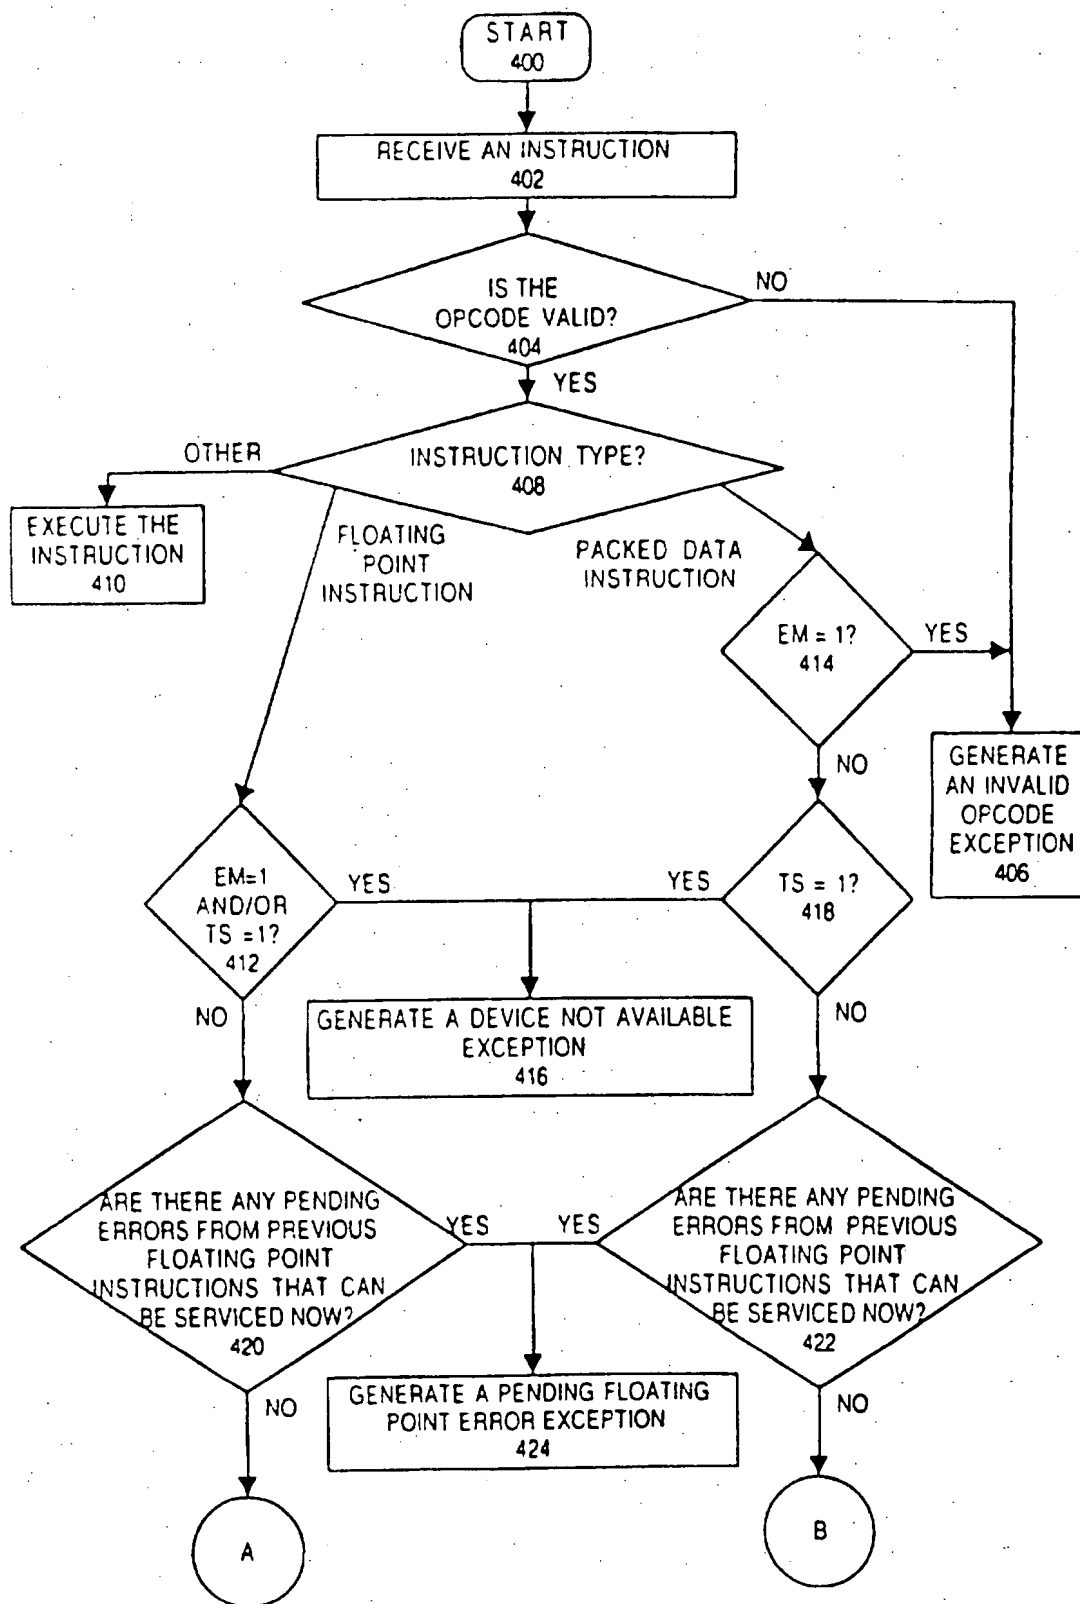 START
400
RECEIVE AN INSTRUCTION
402
IS THE
OPCODE VALID?
404
NO
YES
OTHER
INSTRUCTION TYPE?
408
EXECUTE THE
INSTRUCTION
410
FLOATING
POINT
INSTRUCTION
PACKED DATA
INSTRUCTION
EM = 1?
414
YES
NO
GENERATE
AN INVALID
OPCODE
EXCEPTION
406
EM=1
AND/OR
TS =1?
412
YES
YES
TS = 1?
418
NO
NO
GENERATE A DEVICE NOT AVAILABLE
EXCEPTION
416
ARE THERE ANY PENDING
ERRORS FROM PREVIOUS
FLOATING POINT
INSTRUCTIONS THAT CAN
BE SERVICED NOW?
420
YES
YES
ARE THERE ANY PENDING
ERRORS FROM PREVIOUS
FLOATING POINT
INSTRUCTIONS THAT CAN
BE SERVICED NOW?
422
NO
GENERATE A PENDING FLOATING
POINT ERROR EXCEPTION
424
NO
A
B